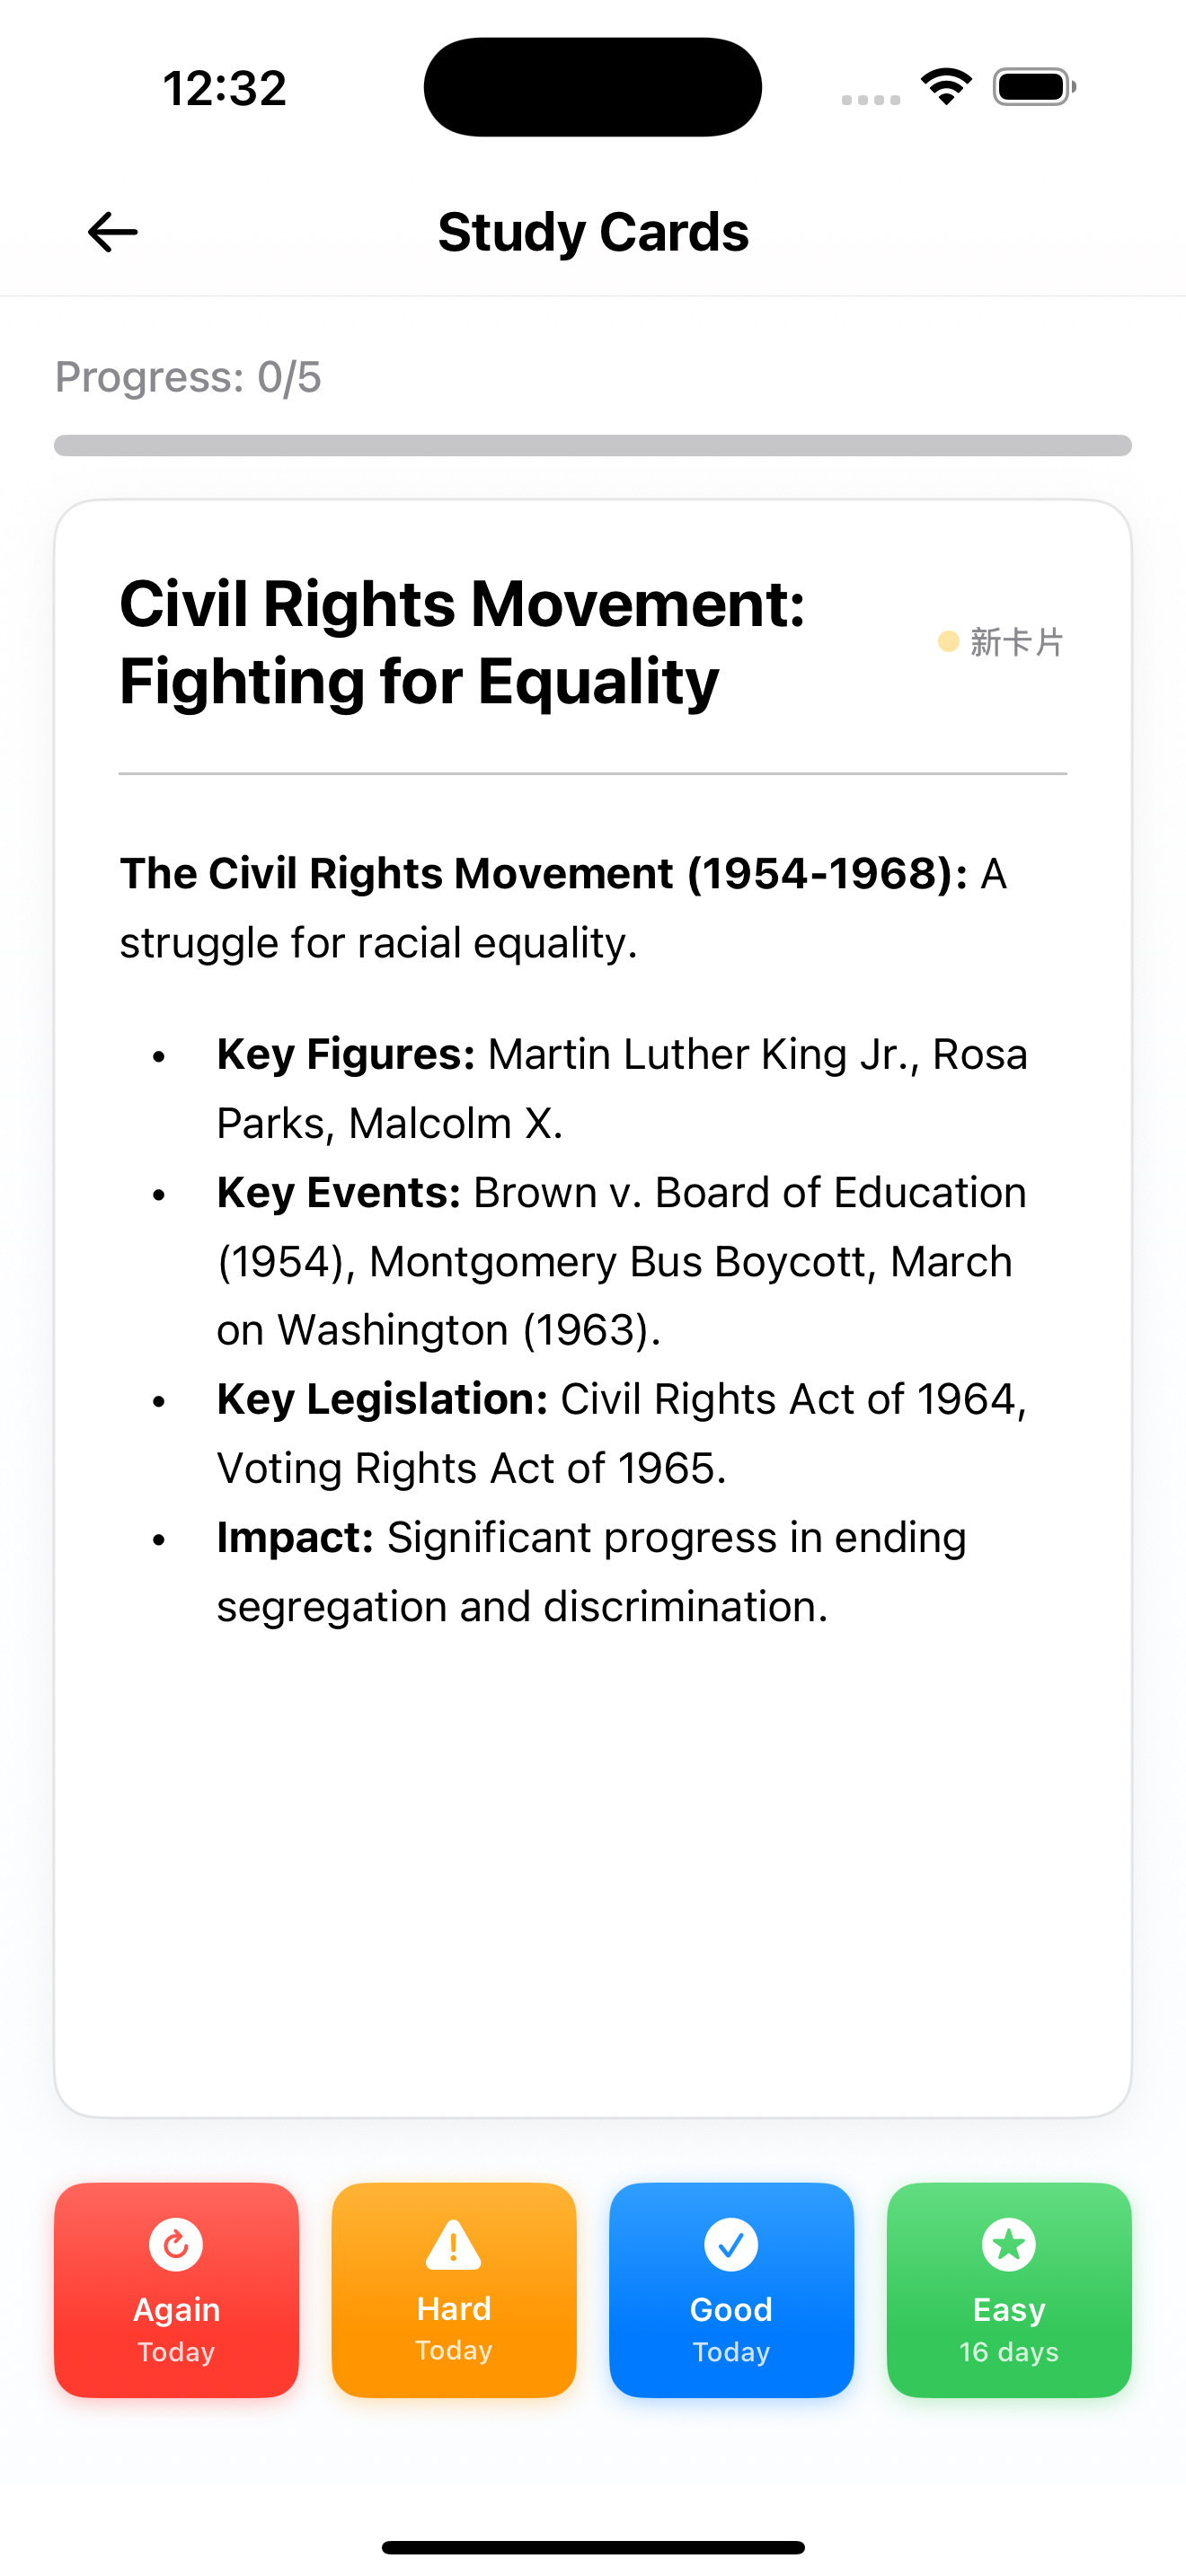 12:32
Study Cards
Progress: 0/5
Civil Rights Movement:
Fighting for Equality
新卡片
The Civil Rights Movement (1954-1968): A
struggle for racial equality.
• Key Figures: Martin Luther King Jr., Rosa
Parks, Malcolm X.
• Key Events: Brown v. Board of Education
(1954), Montgomery Bus Boycott, March
on Washington (1963).
• Key Legislation: Civil Rights Act of 1964,
Voting Rights Act of 1965.
• Impact: Significant progress in ending
segregation and discrimination.
Again
Today
Hard
Today
Good
Today
Easy
16 days